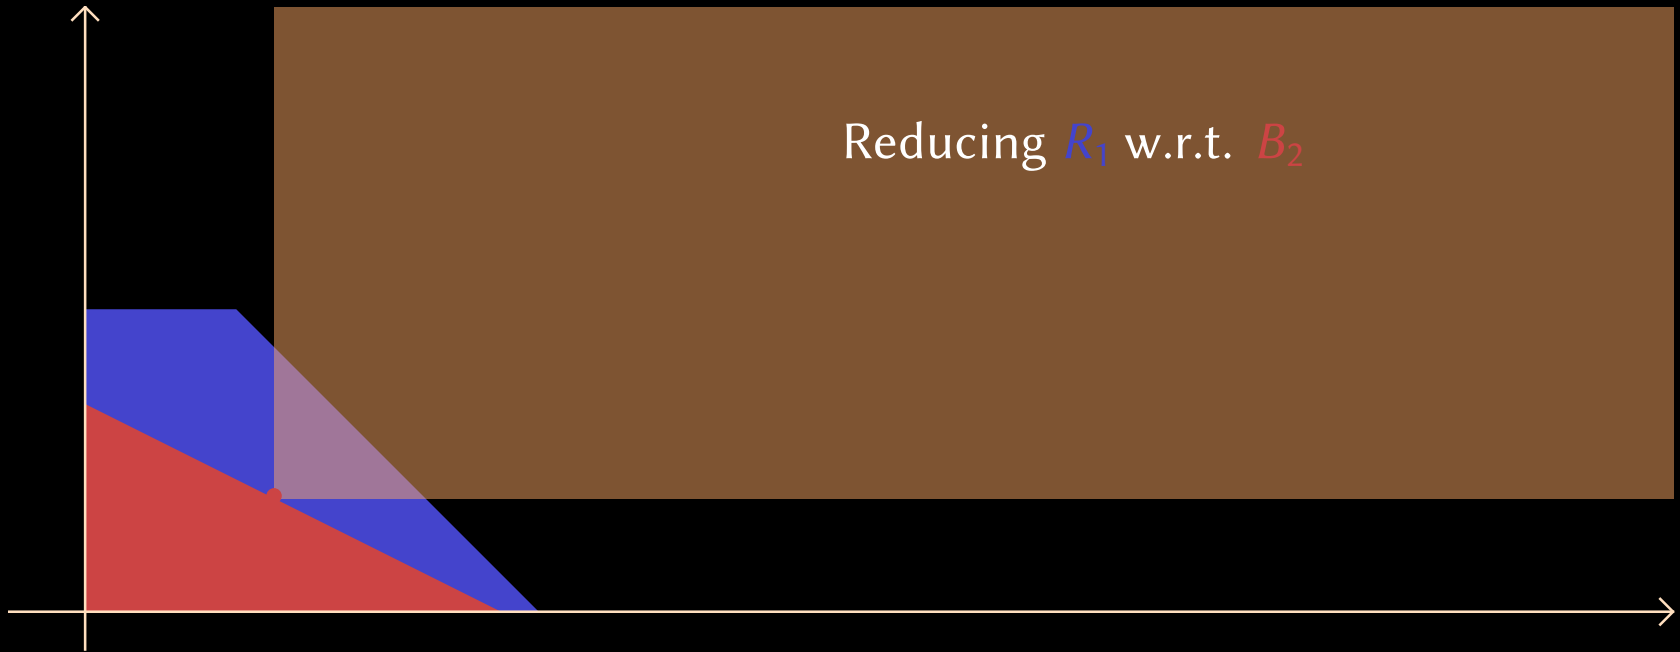 Reducing R₁ w.r.t. B₂